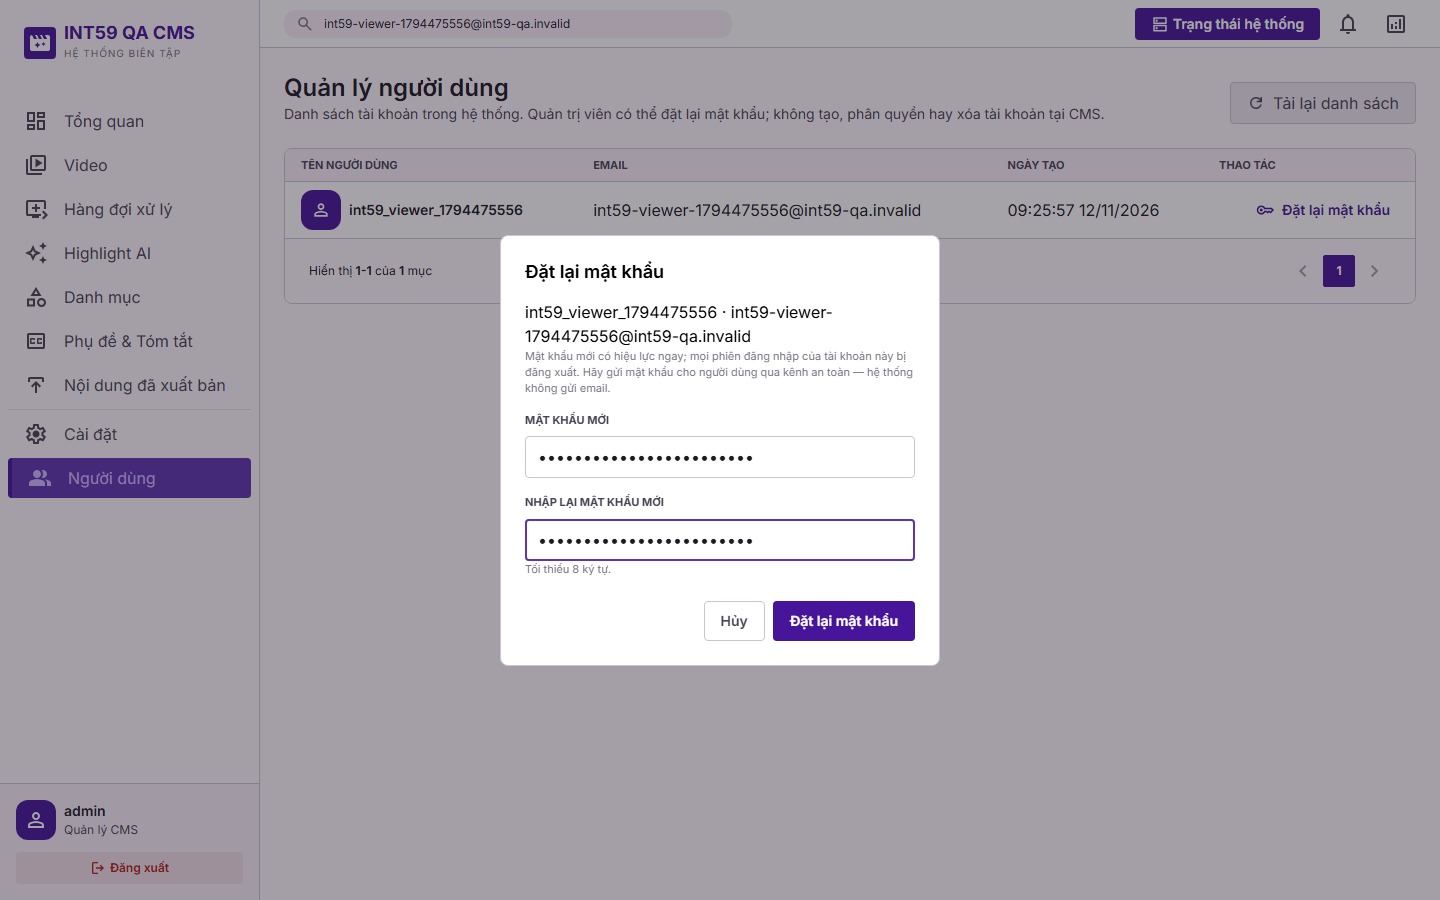 INT59 QA CMS
HỆ THỐNG BIÊN TẬP
Tổng quan
Video
Hàng đợi xử lý
Highlight AI
Danh mục
Phụ đề & Tóm tắt
Nội dung đã xuất bản
Cài đặt
Người dùng
admin
Quản lý CMS
Đăng xuất
int59-viewer-1794475556@int59-qa.invalid
Trạng thái hệ thống
Quản lý người dùng
Danh sách tài khoản trong hệ thống. Quản trị viên có thể đặt lại mật khẩu; không tạo, phân quyền hay xóa tài khoản tại CMS.
Tải lại danh sách
TÊN NGƯỜI DÙNG EMAIL NGÀY TẠO THAO TÁC
int59_viewer_1794475556 int59-viewer-1794475556@int59-qa.invalid 09:25:57 12/11/2026 Đặt lại mật khẩu
Hiển thị 1-1 của 1 mục
1
Đặt lại mật khẩu
int59_viewer_1794475556 · int59-viewer-
1794475556@int59-qa.invalid
Mật khẩu mới có hiệu lực ngay; mọi phiên đăng nhập của tài khoản này bị
đăng xuất. Hãy gửi mật khẩu cho người dùng qua kênh an toàn — hệ thống
không gửi email.
MẬT KHẨU MỚI
NHẬP LẠI MẬT KHẨU MỚI
Tối thiểu 8 ký tự.
Hủy
Đặt lại mật khẩu